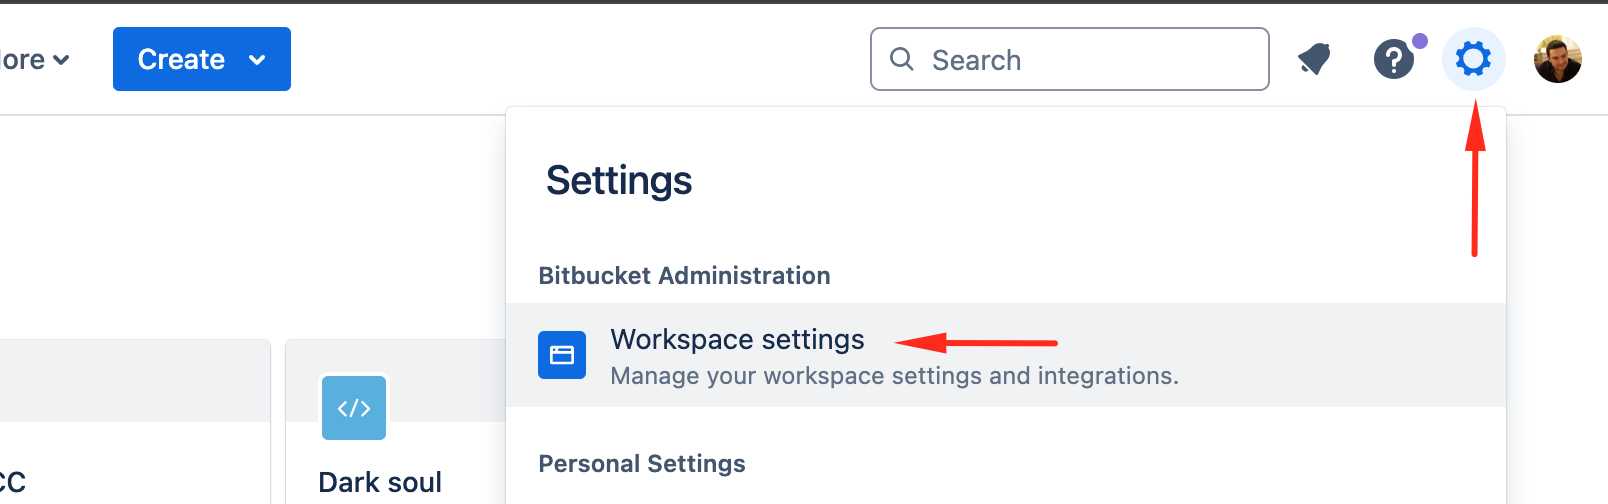 ore
Create
Search
?
Settings
Bitbucket Administration
Workspace settings
Manage your workspace settings and integrations.
</>
Personal Settings
CC
Dark soul